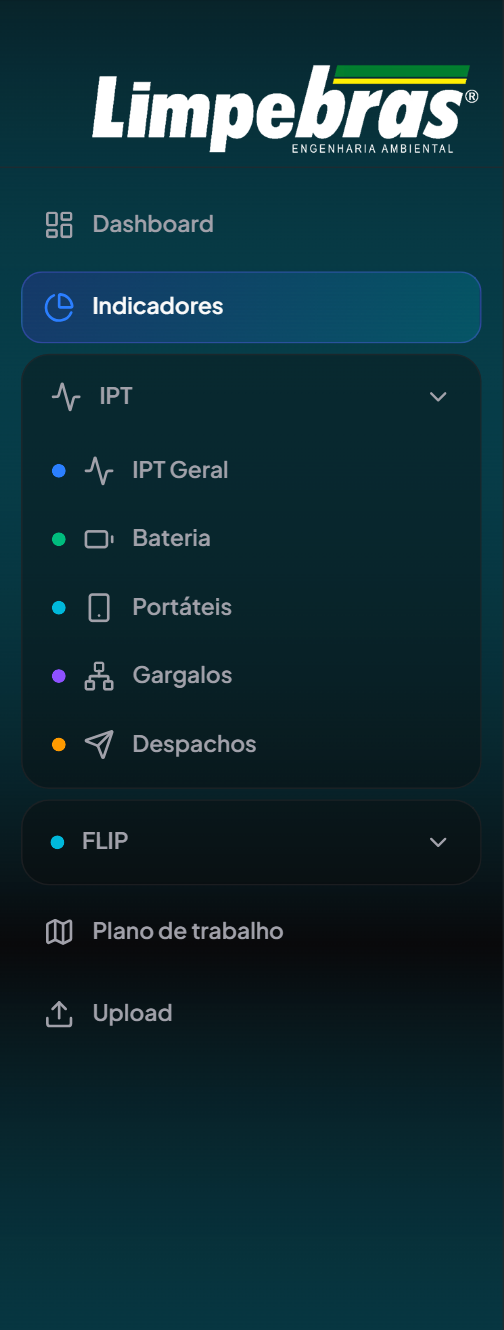 Limpebras®
ENGENHARIA AMBIENTAL
Dashboard
Indicadores
IPT
IPT Geral
Bateria
Portáteis
Gargalos
Despachos
FLIP
Plano de trabalho
Upload